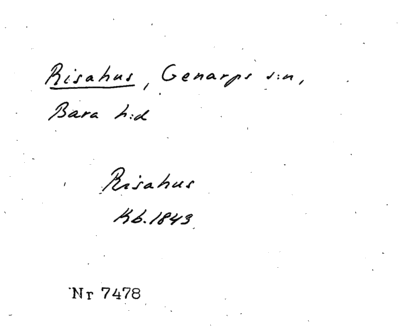 Risahus, Genarps s:n,
Bara h:d
Risahus
Kb. 1843
Nr 7478